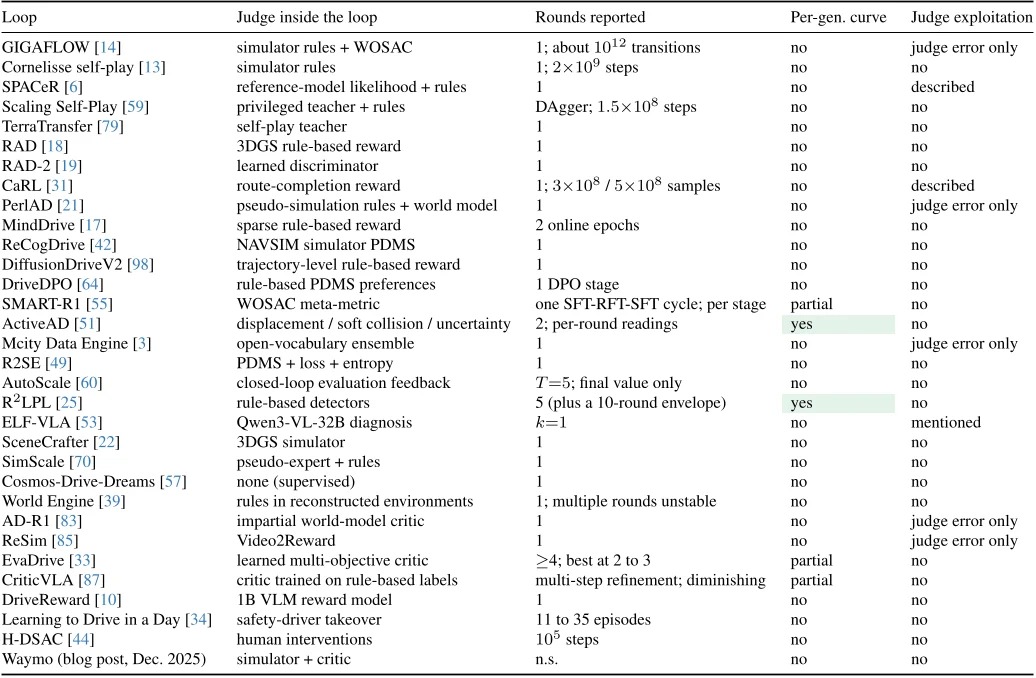 Loop Judge inside the loop Rounds reported Per-gen. curve Judge exploitation
GIGAFLOW [14] simulator rules + WOSAC 1; about 10¹² transitions no judge error only
Cornelisse self-play [13] simulator rules 1; 2×10⁹ steps no no
SPACeR [6] reference-model likelihood + rules 1 no described
Scaling Self-Play [59] privileged teacher + rules DAgger; 1.5×10⁸ steps no no
TerraTransfer [79] self-play teacher 1 no no
RAD [18] 3DGS rule-based reward 1 no no
RAD-2 [19] learned discriminator 1 no no
CaRL [31] route-completion reward 1; 3×10⁸ / 5×10⁸ samples no described
PerlAD [21] pseudo-simulation rules + world model 1 no judge error only
MindDrive [17] sparse rule-based reward 2 online epochs no no
ReCogDrive [42] NAVSIM simulator PDMS 1 no no
DiffusionDriveV2 [98] trajectory-level rule-based reward 1 no no
DriveDPO [64] rule-based PDMS preferences 1 DPO stage no no
SMART-R1 [55] WOSAC meta-metric one SFT-RFT-SFT cycle; per stage partial no
ActiveAD [51] displacement / soft collision / uncertainty 2; per-round readings yes no
Mcity Data Engine [3] open-vocabulary ensemble 1 no judge error only
R2SE [49] PDMS + loss + entropy 1 no no
AutoScale [60] closed-loop evaluation feedback T=5; final value only no no
R²LPL [25] rule-based detectors 5 (plus a 10-round envelope) yes no
ELF-VLA [53] Qwen3-VL-32B diagnosis k=1 no mentioned
SceneCrafter [22] 3DGS simulator 1 no no
SimScale [70] pseudo-expert + rules 1 no no
Cosmos-Drive-Dreams [57] none (supervised) 1 no no
World Engine [39] rules in reconstructed environments 1; multiple rounds unstable no no
AD-R1 [83] impartial world-model critic 1 no judge error only
ReSim [85] Video2Reward 1 no judge error only
EvaDrive [33] learned multi-objective critic ≥4; best at 2 to 3 partial no
CriticVLA [87] critic trained on rule-based labels multi-step refinement; diminishing partial no
DriveReward [10] 1B VLM reward model 1 no no
Learning to Drive in a Day [34] safety-driver takeover 11 to 35 episodes no no
H-DSAC [44] human interventions 10⁵ steps no no
Waymo (blog post, Dec. 2025) simulator + critic n.s. no no